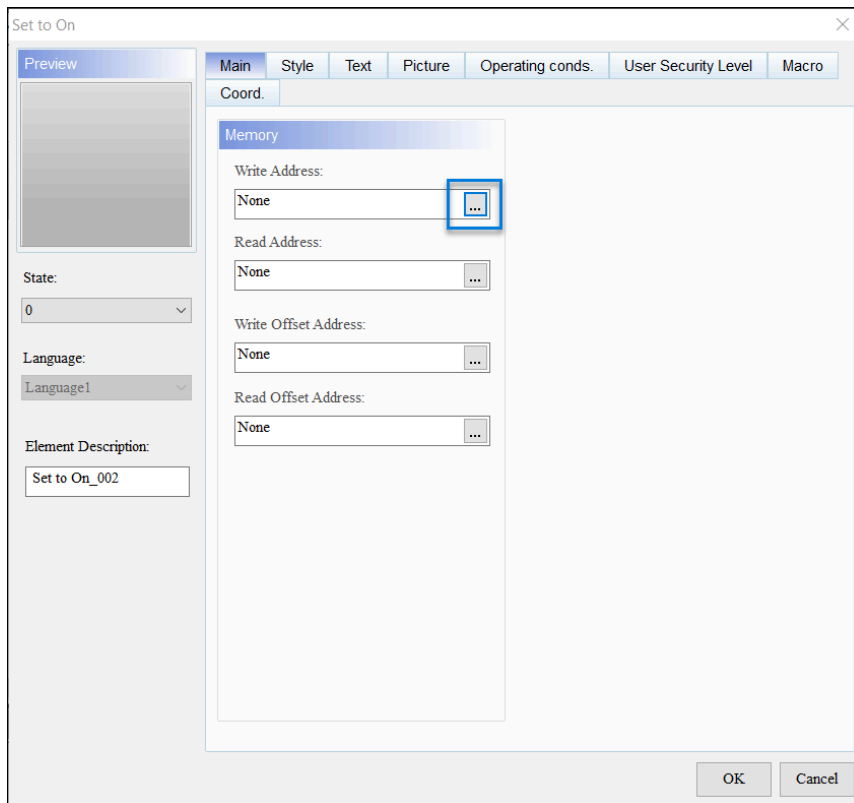 Set to On
Preview
Main Style Text Picture Operating conds. User Security Level Macro
Coord.
Memory
Write Address:
None ...
Read Address:
None ...
Write Offset Address:
None ...
Read Offset Address:
None ...
State:
0
Language:
Language1
Element Description:
Set to On_002
OK Cancel